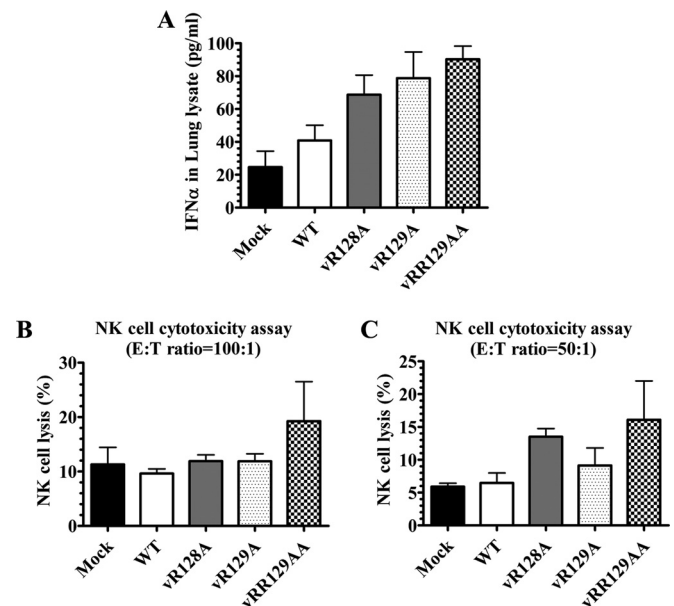 A
IFNα in Lung lysate (pg/ml)
100
80
60
40
20
0
Mock
WT
vR128A
vR129A
vRR129AA
B
NK cell cytotoxicity assay
(E:T ratio=100:1)
NK cell lysis (%)
30
20
10
0
Mock
WT
vR128A
vR129A
vRR129AA
C
NK cell cytotoxicity assay
(E:T ratio=50:1)
NK cell lysis (%)
25
20
15
10
5
0
Mock
WT
vR128A
vR129A
vRR129AA